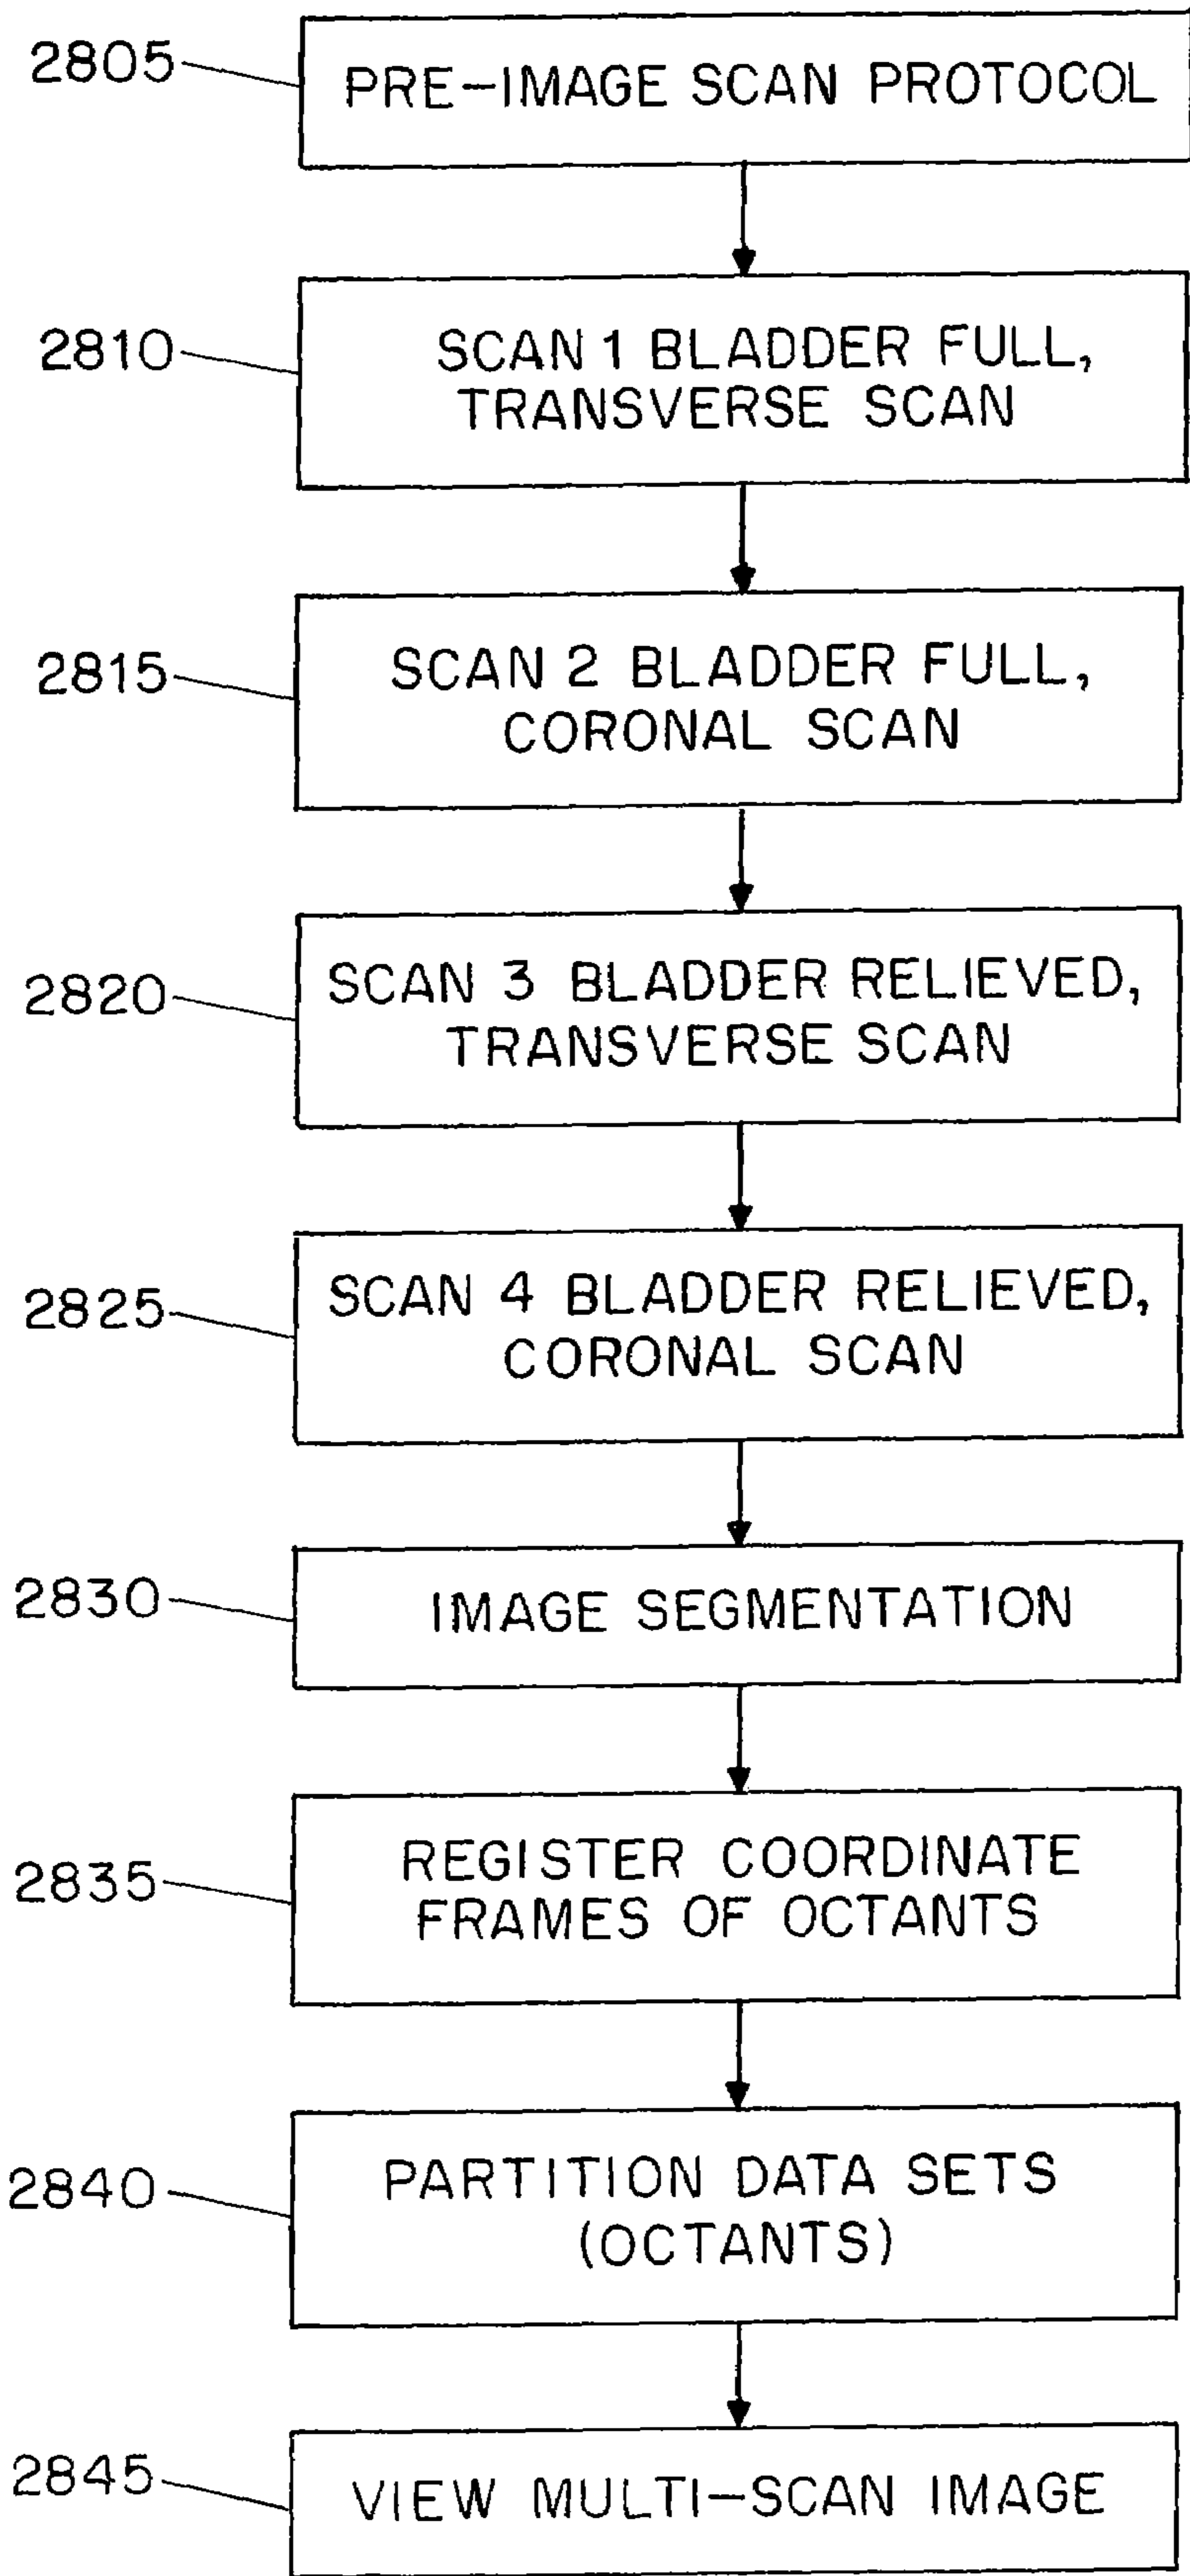 2805
PRE-IMAGE SCAN PROTOCOL
2810
SCAN 1 BLADDER FULL,
TRANSVERSE SCAN
2815
SCAN 2 BLADDER FULL,
CORONAL SCAN
2820
SCAN 3 BLADDER RELIEVED,
TRANSVERSE SCAN
2825
SCAN 4 BLADDER RELIEVED,
CORONAL SCAN
2830
IMAGE SEGMENTATION
2835
REGISTER COORDINATE
FRAMES OF OCTANTS
2840
PARTITION DATA SETS
(OCTANTS)
2845
VIEW MULTI-SCAN IMAGE